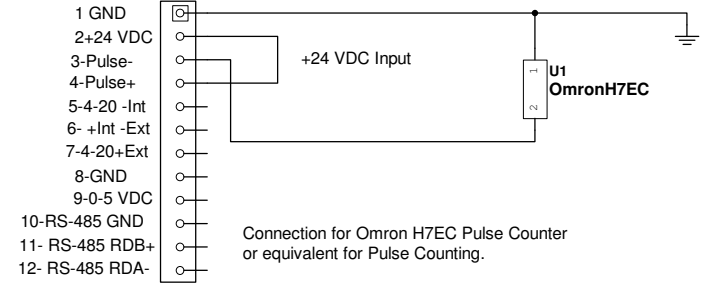 1 GND
2+24 VDC
3-Pulse-
4-Pulse+
5-4-20 -Int
6- +Int -Ext
7-4-20+Ext
8-GND
9-0-5 VDC
10-RS-485 GND
11- RS-485 RDB+
12- RS-485 RDA-
+24 VDC Input
1
2
U1
OmronH7EC
Connection for Omron H7EC Pulse Counter
or equivalent for Pulse Counting.